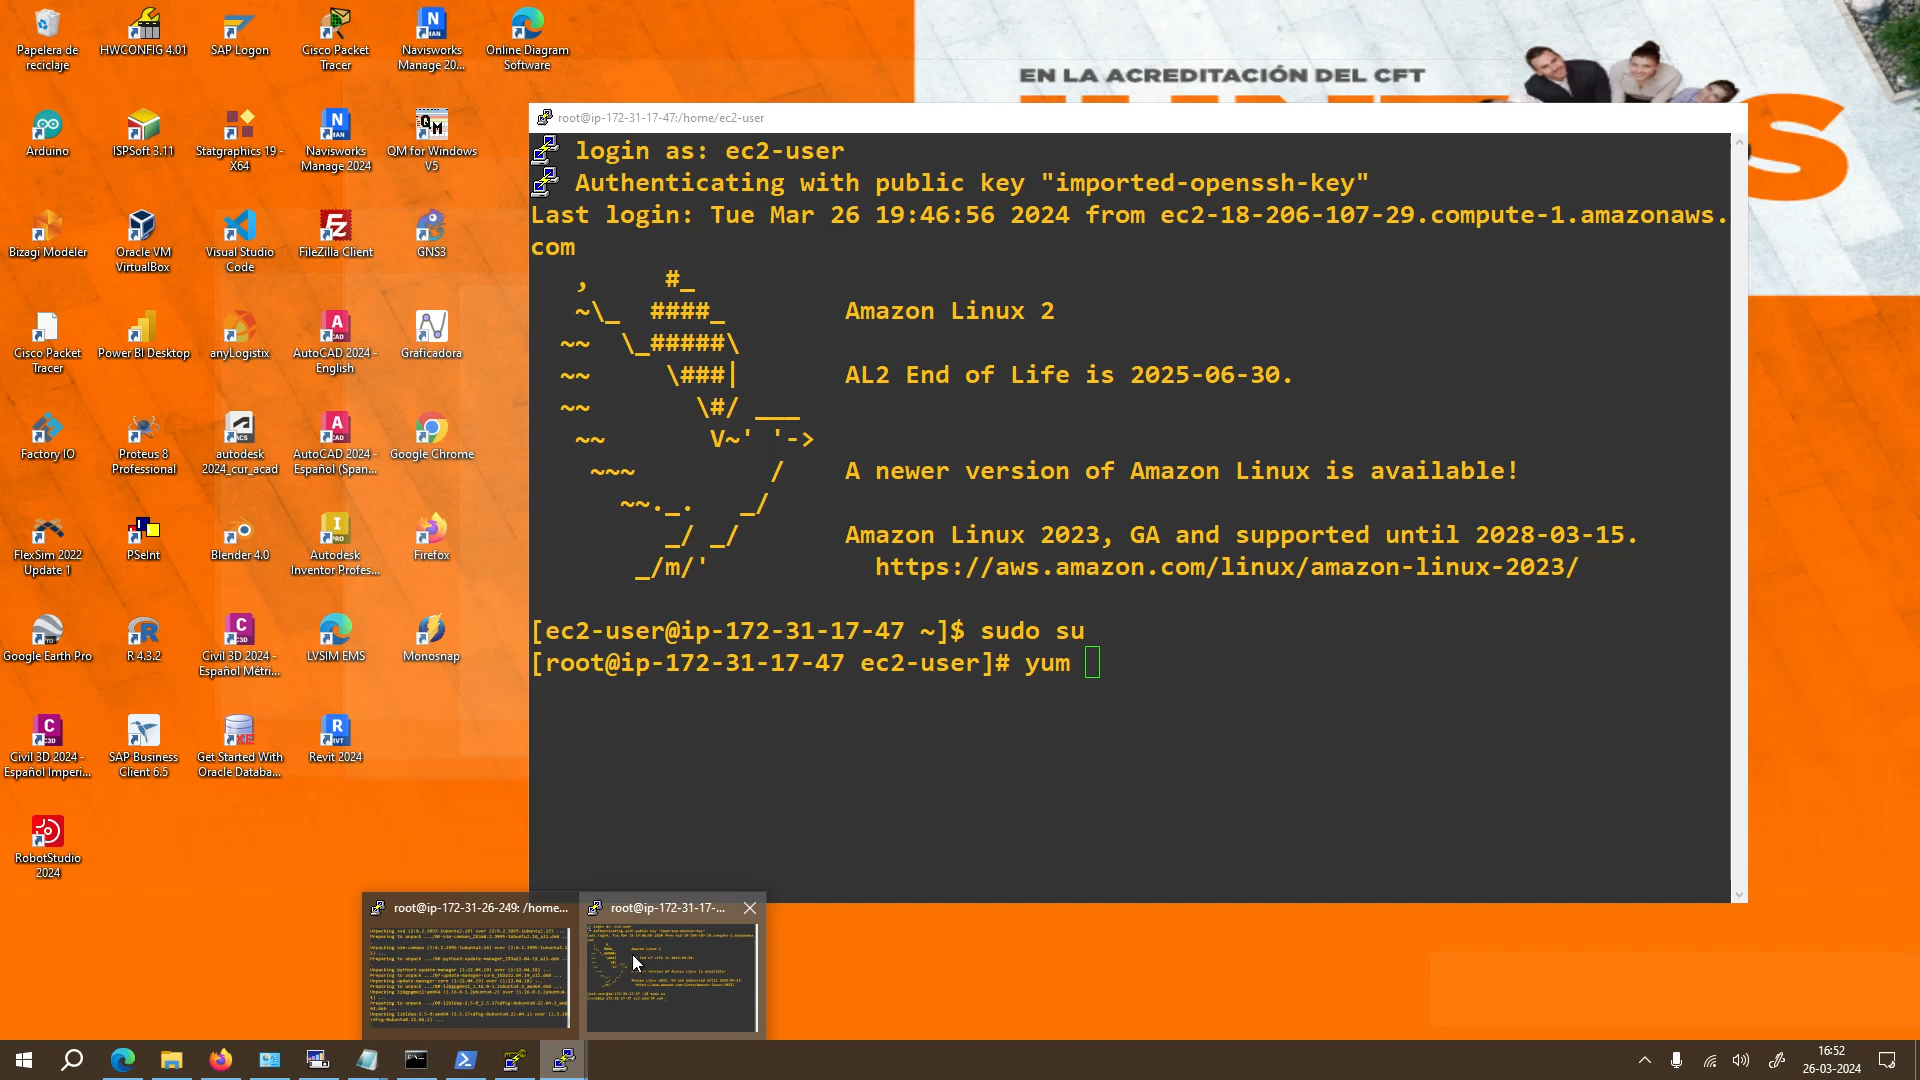 Papelera de
reciclaje
HWCONFIG 4.01
SAP Logon
Cisco Packet
Tracer
Navisworks
Manage 20...
Online Diagram
Software
EN LA ACREDITACIÓN DEL CFT
Arduino
ISPSoft 3.11
Statgraphics 19 -
X64
Navisworks
Manage 2024
QM for Windows
V5
Bizagi Modeler
Oracle VM
VirtualBox
Visual Studio
Code
FileZilla Client
GNS3
Cisco Packet
Tracer
Power BI Desktop
anyLogistix
AutoCAD 2024 -
English
Graficadora
Factory IO
Proteus 8
Professional
autodesk
2024_cur_acad
AutoCAD 2024 -
Español (Span...
Google Chrome
FlexSim 2022
Update 1
PSeInt
Blender 4.0
Autodesk
Inventor Profes...
Firefox
Google Earth Pro
R 4.3.2
Civil 3D 2024 -
Español Métri...
LVSIM EMS
Monosnap
Civil 3D 2024 -
Español Imperi...
SAP Business
Client 6.5
Get Started With
Oracle Databa...
Revit 2024
RobotStudio
2024
root@ip-172-31-17-47:/home/ec2-user
login as: ec2-user
Authenticating with public key "imported-openssh-key"
Last login: Tue Mar 26 19:46:56 2024 from ec2-18-206-107-29.compute-1.amazonaws.
com
   ,     #_
   ~\_  ####_        Amazon Linux 2
  ~~  \_#####\
  ~~     \###|       AL2 End of Life is 2025-06-30.
  ~~       \#/ ___
   ~~       V~' '->
    ~~~         /    A newer version of Amazon Linux is available!
      ~~._.   _/
         _/ _/       Amazon Linux 2023, GA and supported until 2028-03-15.
       _/m/'           https://aws.amazon.com/linux/amazon-linux-2023/
[ec2-user@ip-172-31-17-47 ~]$ sudo su
[root@ip-172-31-17-47 ec2-user]# yum
root@ip-172-31-26-249: /home...
root@ip-172-31-17-...
16:52
26-03-2024